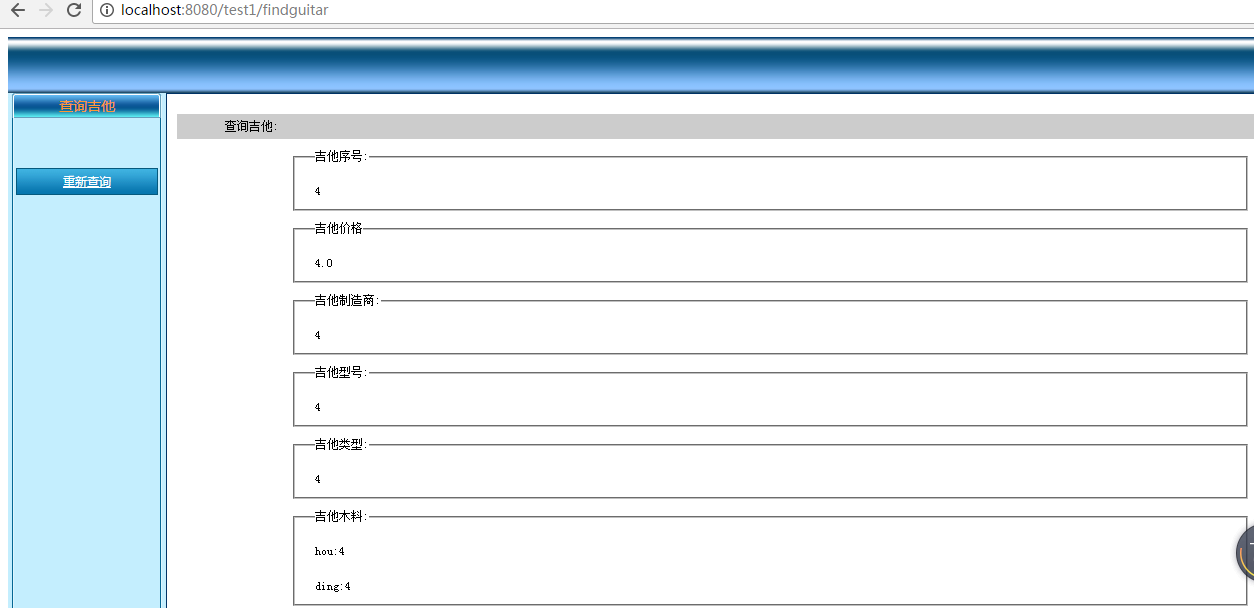 localhost:8080/test1/findguitar
查询吉他
重新查询
查询吉他:
吉他序号:
4
吉他价格
4.0
吉他制造商:
4
吉他型号:
4
吉他类型:
4
吉他木料:
hou:4
ding:4